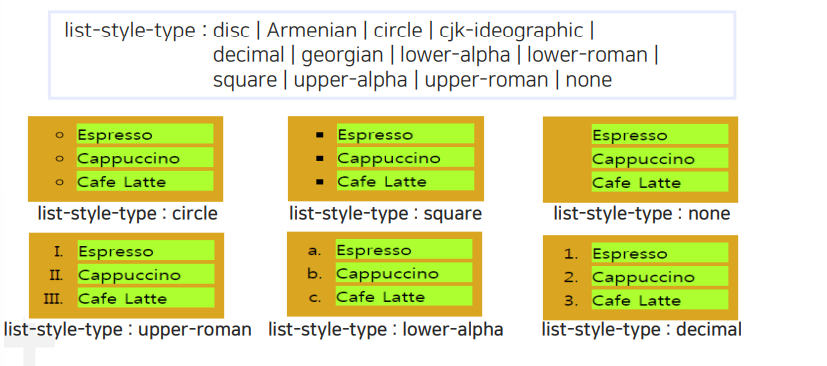 list-style-type : disc | Armenian | circle | cjk-ideographic |
decimal | georgian | lower-alpha | lower-roman |
square | upper-alpha | upper-roman | none
○ Espresso
○ Cappuccino
○ Cafe Latte
list-style-type : circle
▪ Espresso
▪ Cappuccino
▪ Cafe Latte
list-style-type : square
Espresso
Cappuccino
Cafe Latte
list-style-type : none
I. Espresso
II. Cappuccino
III. Cafe Latte
list-style-type : upper-roman
a. Espresso
b. Cappuccino
c. Cafe Latte
list-style-type : lower-alpha
1. Espresso
2. Cappuccino
3. Cafe Latte
list-style-type : decimal